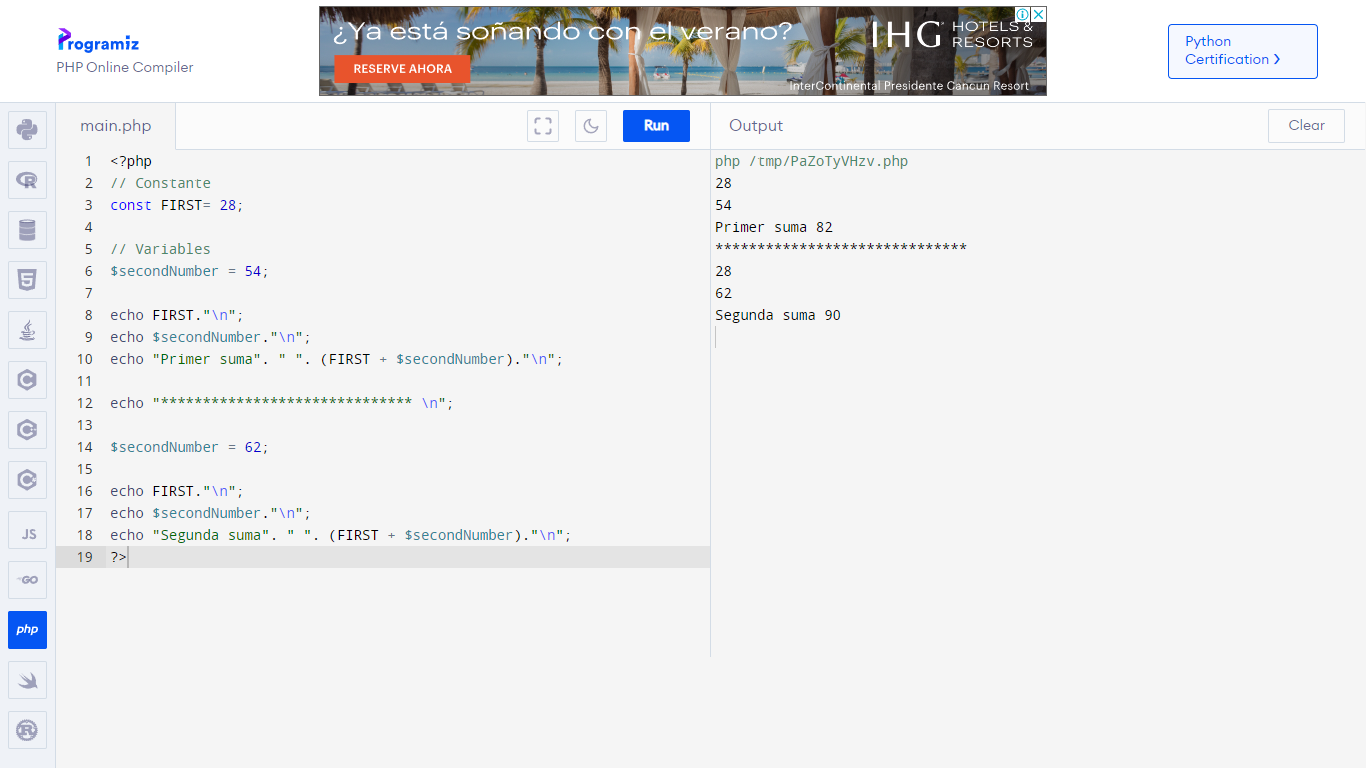 Programiz
PHP Online Compiler
¿Ya está soñando con el verano?
RESERVE AHORA
IHG® HOTELS & RESORTS
InterContinental Presidente Cancun Resort
Python
Certification >
main.php
Run
Output
Clear
1 <?php
2 // Constante
3 const FIRST= 28;
4
5 // Variables
6 $secondNumber = 54;
7
8 echo FIRST."\n";
9 echo $secondNumber."\n";
10 echo "Primer suma". " ". (FIRST + $secondNumber)."\n";
11
12 echo "****************************** \n";
13
14 $secondNumber = 62;
15
16 echo FIRST."\n";
17 echo $secondNumber."\n";
18 echo "Segunda suma". " ". (FIRST + $secondNumber)."\n";
19 ?>
php /tmp/PaZoTyVHzv.php
28
54
Primer suma 82
******************************
28
62
Segunda suma 90
R
5
C
C
C
JS
GO
php
R